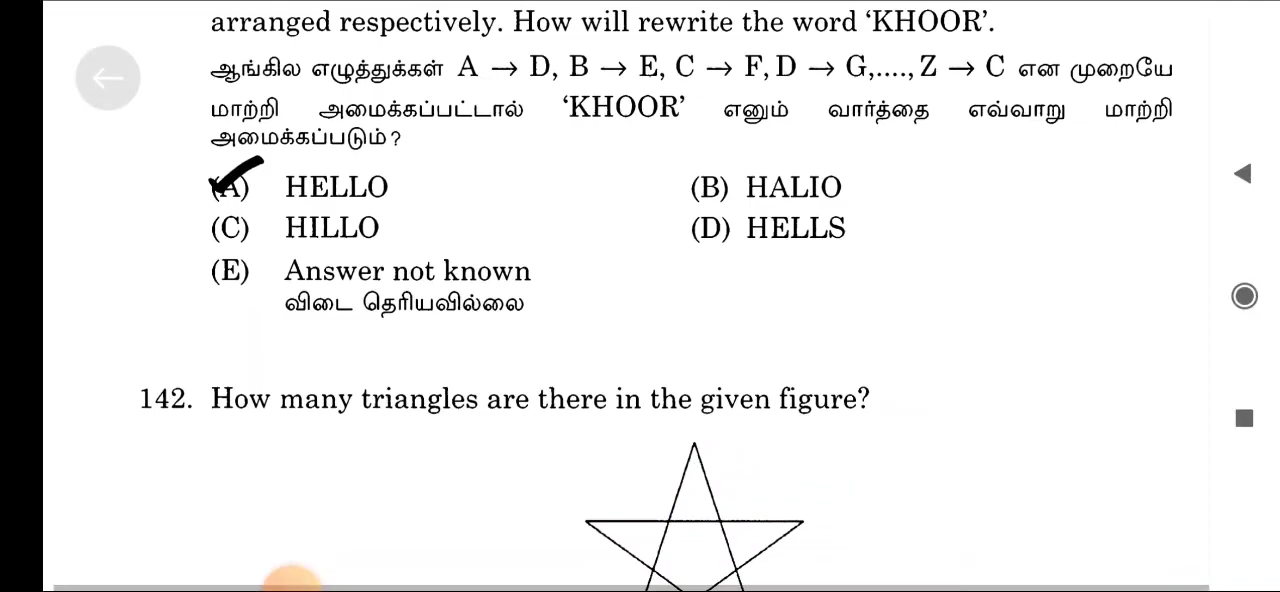 arranged respectively. How will rewrite the word ‘KHOOR’.
ஆங்கில எழுத்துக்கள் A → D, B → E, C → F, D → G,...., Z → C என முறையே
மாற்றி அமைக்கப்பட்டால் ‘KHOOR’ எனும் வார்த்தை எவ்வாறு மாற்றி
அமைக்கப்படும்?
(A) HELLO (B) HALIO
(C) HILLO (D) HELLS
(E) Answer not known
விடை தெரியவில்லை
142. How many triangles are there in the given figure?